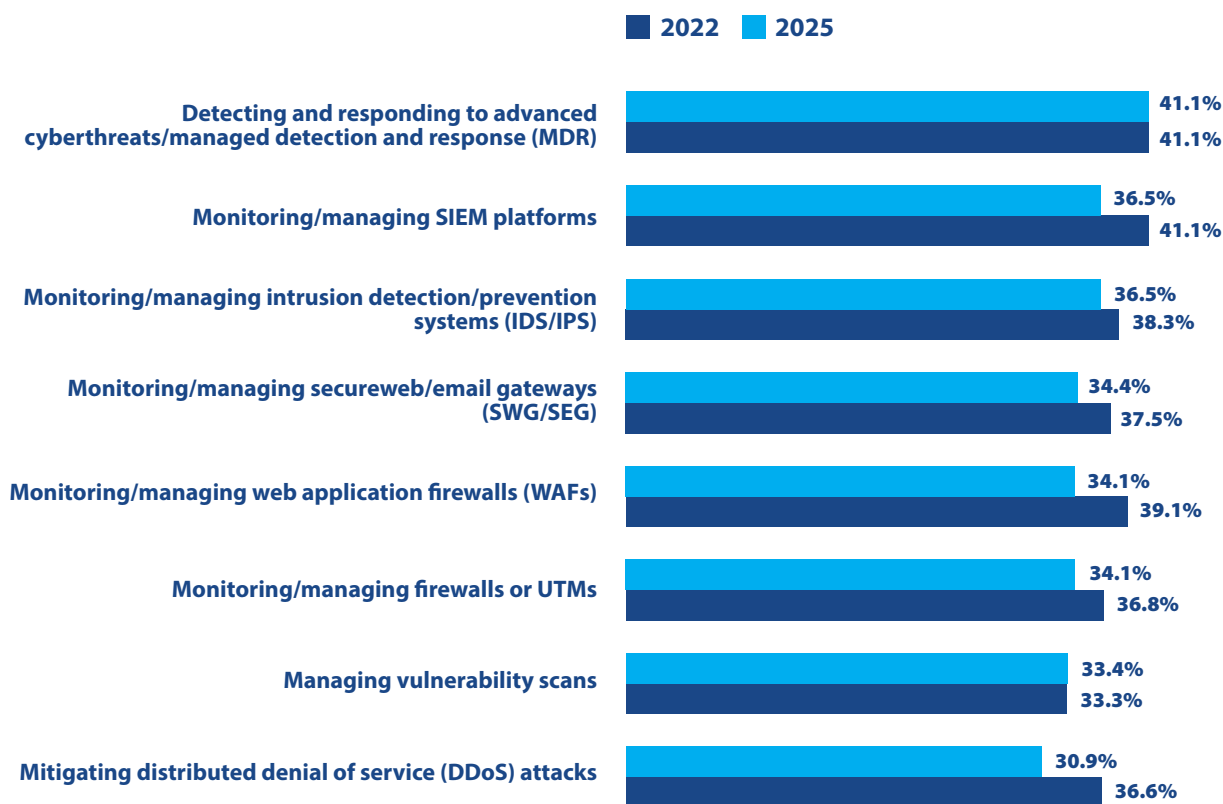 2022 2025
Detecting and responding to advanced
cyberthreats/managed detection and response (MDR)
41.1%
41.1%
Monitoring/managing SIEM platforms
36.5%
41.1%
Monitoring/managing intrusion detection/prevention
systems (IDS/IPS)
36.5%
38.3%
Monitoring/managing secureweb/email gateways
(SWG/SEG)
34.4%
37.5%
Monitoring/managing web application firewalls (WAFs)
34.1%
39.1%
Monitoring/managing firewalls or UTMs
34.1%
36.8%
Managing vulnerability scans
33.4%
33.3%
Mitigating distributed denial of service (DDoS) attacks
30.9%
36.6%